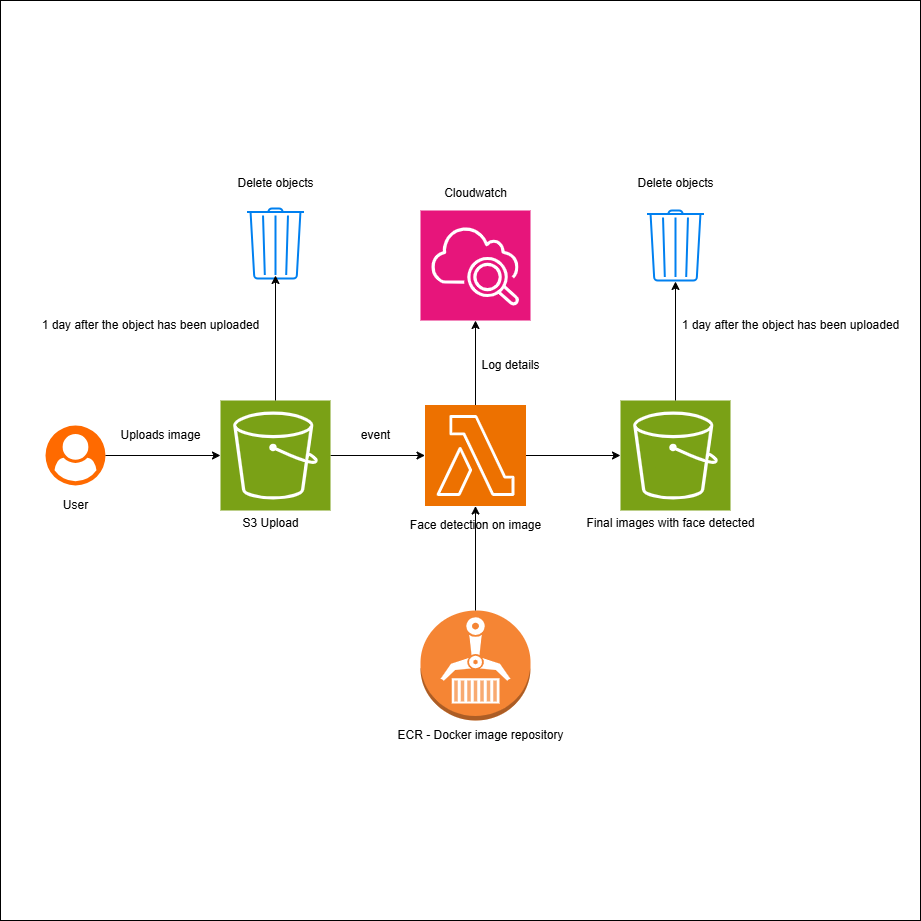 Delete objects
Cloudwatch
Delete objects
1 day after the object has been uploaded
1 day after the object has been uploaded
Log details
Uploads image
event
User
S3 Upload
Face detection on image
Final images with face detected
ECR - Docker image repository